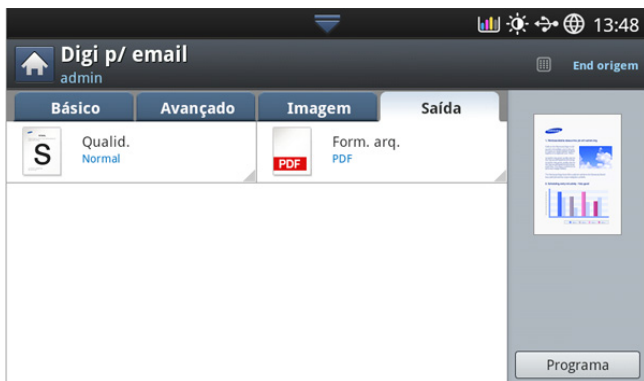 13:48
Digi p/ email
admin
End origem
Básico
Avançado
Imagem
Saída
S
Qualid.
Normal
PDF
Form. arq.
PDF
Programa